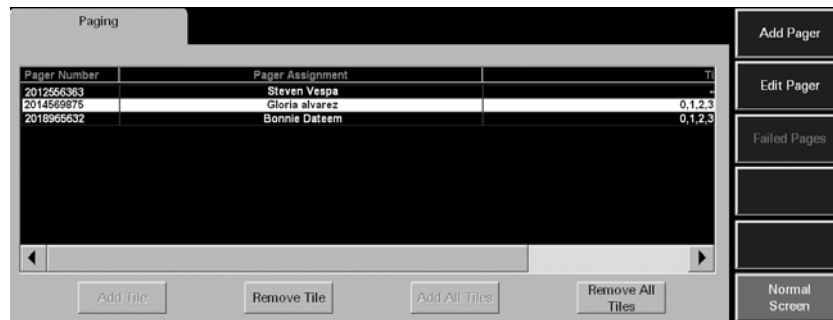 Paging
Add Pager
Pager Number Pager Assignment Ti
Edit Pager
2012556363 Steven Vespa -
2014569875 Gloria alvarez 0,1,2,3
2018965632 Bonnie Dateem 0,1,2,3
Failed Pages
Add Tile Remove Tile Add All Tiles Remove All
Tiles
Normal
Screen